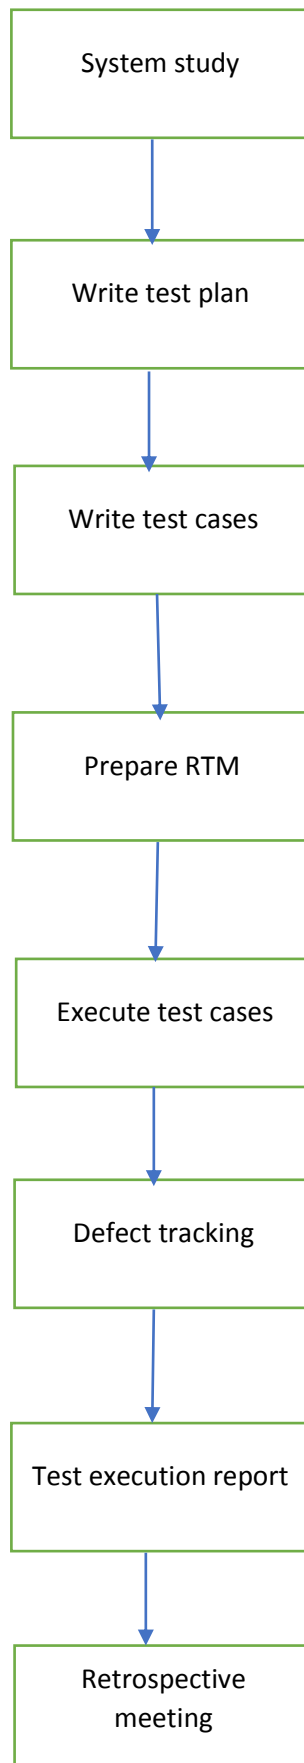 System study
Write test plan
Write test cases
Prepare RTM
Execute test cases
Defect tracking
Test execution report
Retrospective
meeting